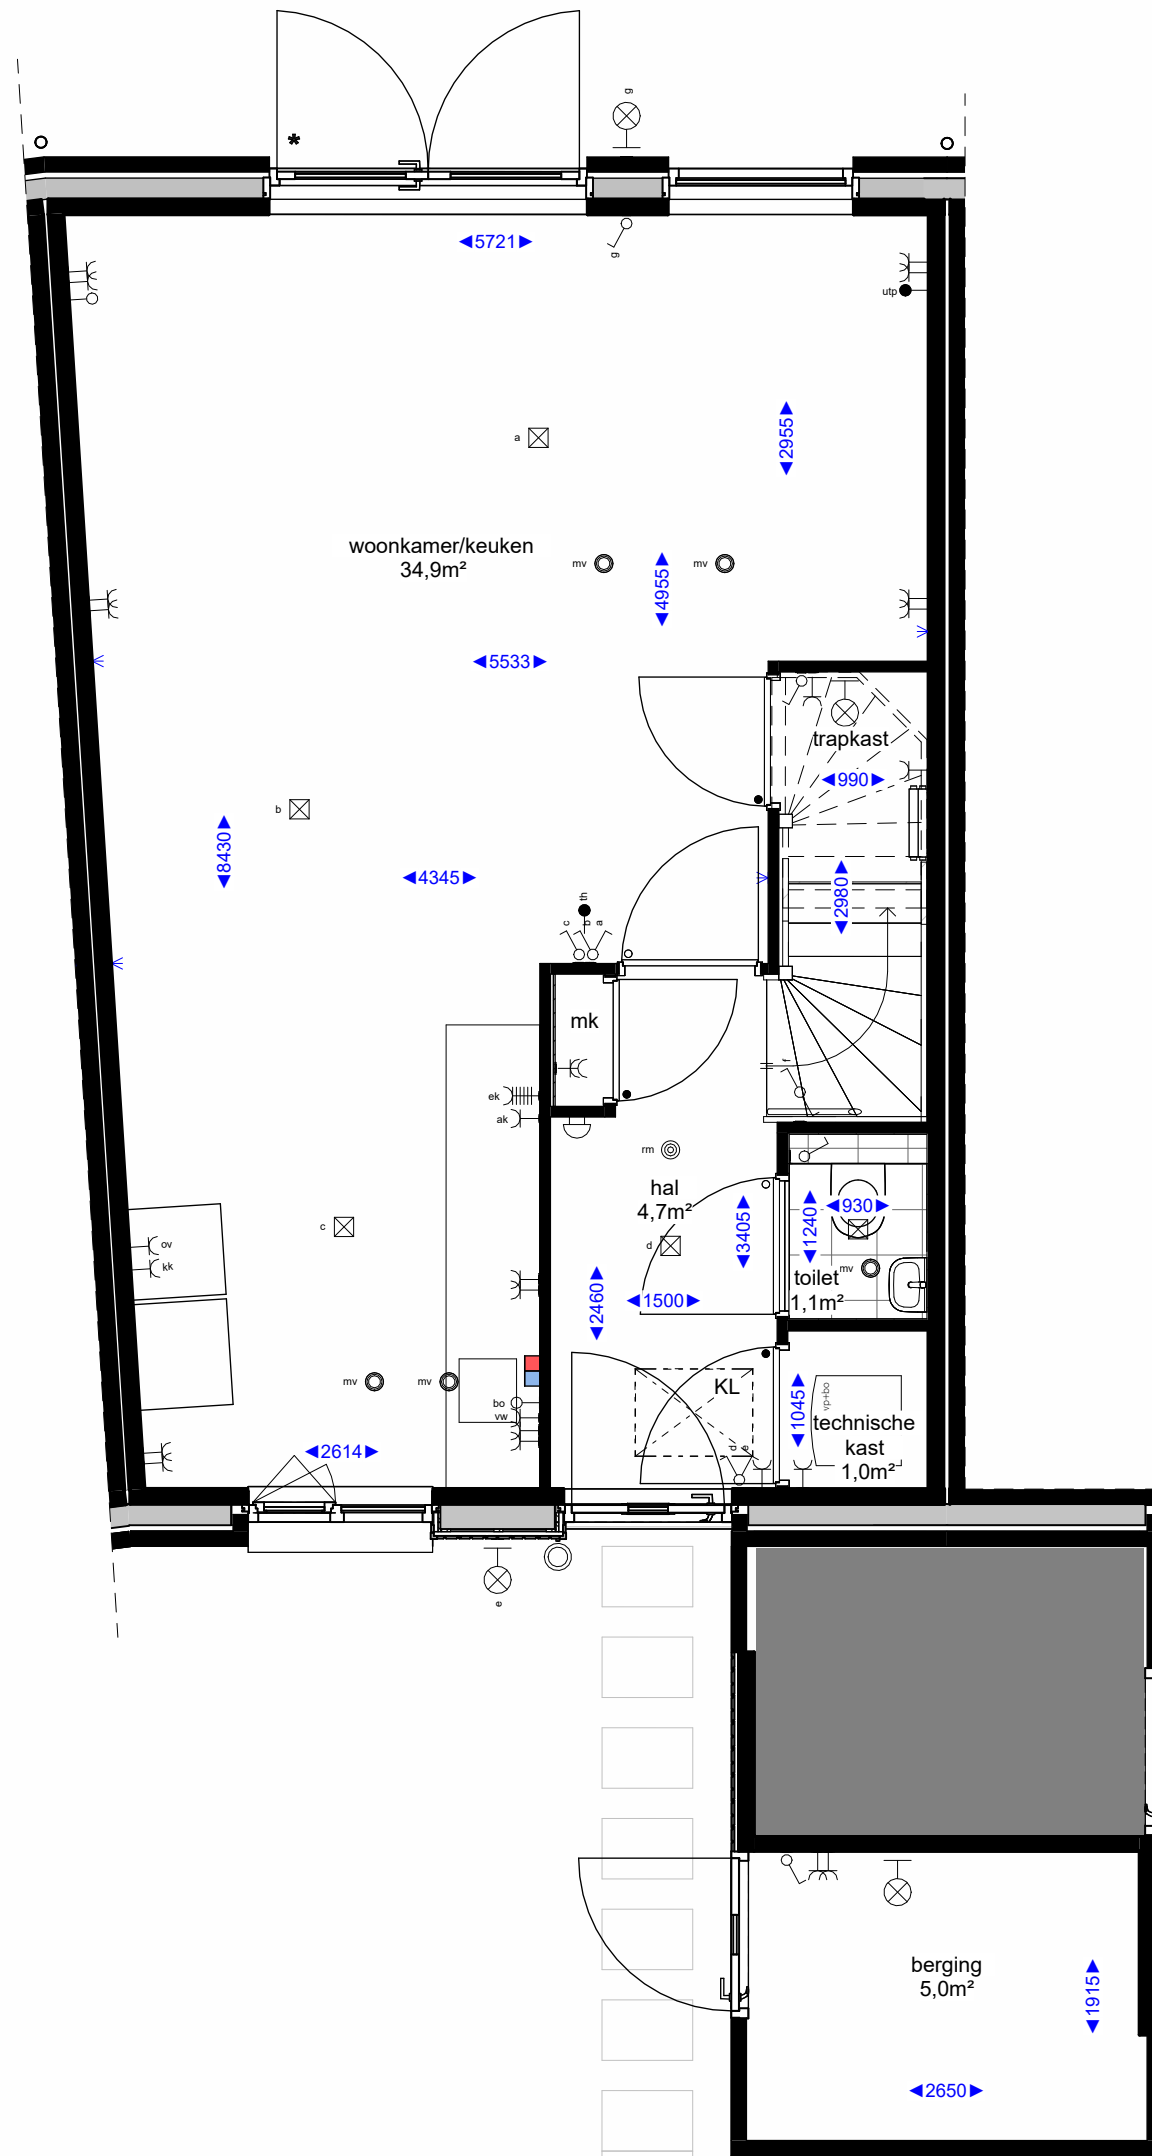 g
*
5721
g
utp
a
2955
woonkamer/keuken
34,9m²
mv
mv
4955
5533
trapkast
990
b
8430
4345
2980
th
c
b
a
mk
f
ek
ak
rm
hal
4,7m²
930
1240
3405
ov
kk
c
d
toilet
mv
1,1m²
2460
1500
KL
mv
mv
bo
vw
vp+bo
1045
technische
kast
1,0m²
d
e
2614
e
berging
5,0m²
1915
2650